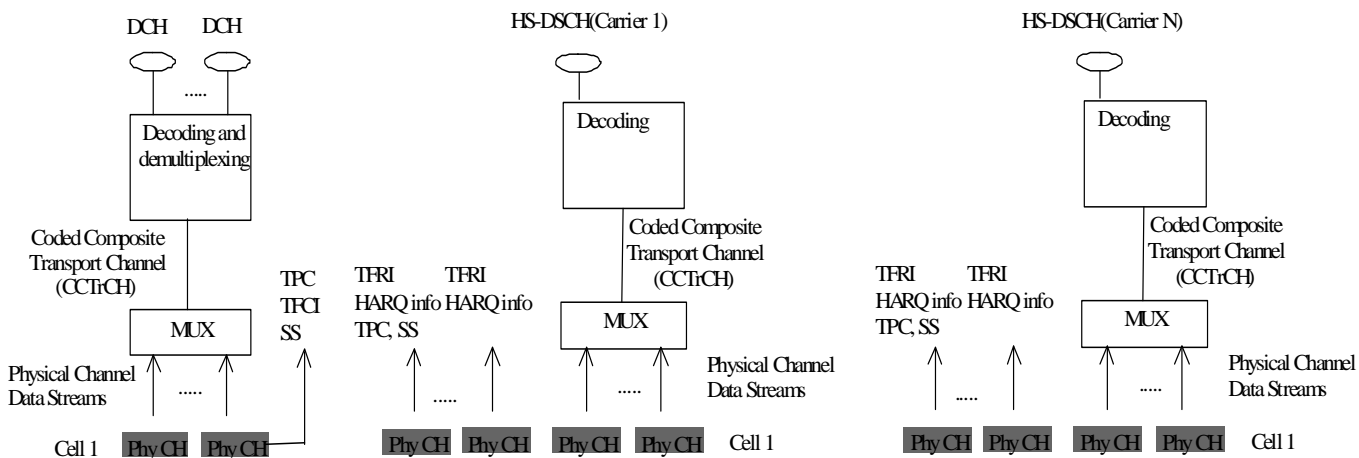 DCH DCH
.....
Decoding and
demultiplexing
Coded Composite
Transport Channel
(CCTrCH)
TPC
TFCI
SS
MUX
Physical Channel
Data Streams
.....
Cell 1 Phy CH Phy CH
HS-DSCH(Carrier 1)
Decoding
Coded Composite
Transport Channel
(CCTrCH)
TFRI TFRI
HARQ info HARQ info
TPC, SS
MUX
Physical Channel
Data Streams
..... .....
Phy CH Phy CH Phy CH Phy CH Cell 1
HS-DSCH(Carrier N)
Decoding
Coded Composite
Transport Channel
(CCTrCH)
TFRI TFRI
HARQ info HARQ info
TPC, SS
MUX
Physical Channel
Data Streams
..... .....
Phy CH Phy CH Phy CH Phy CH Cell 1